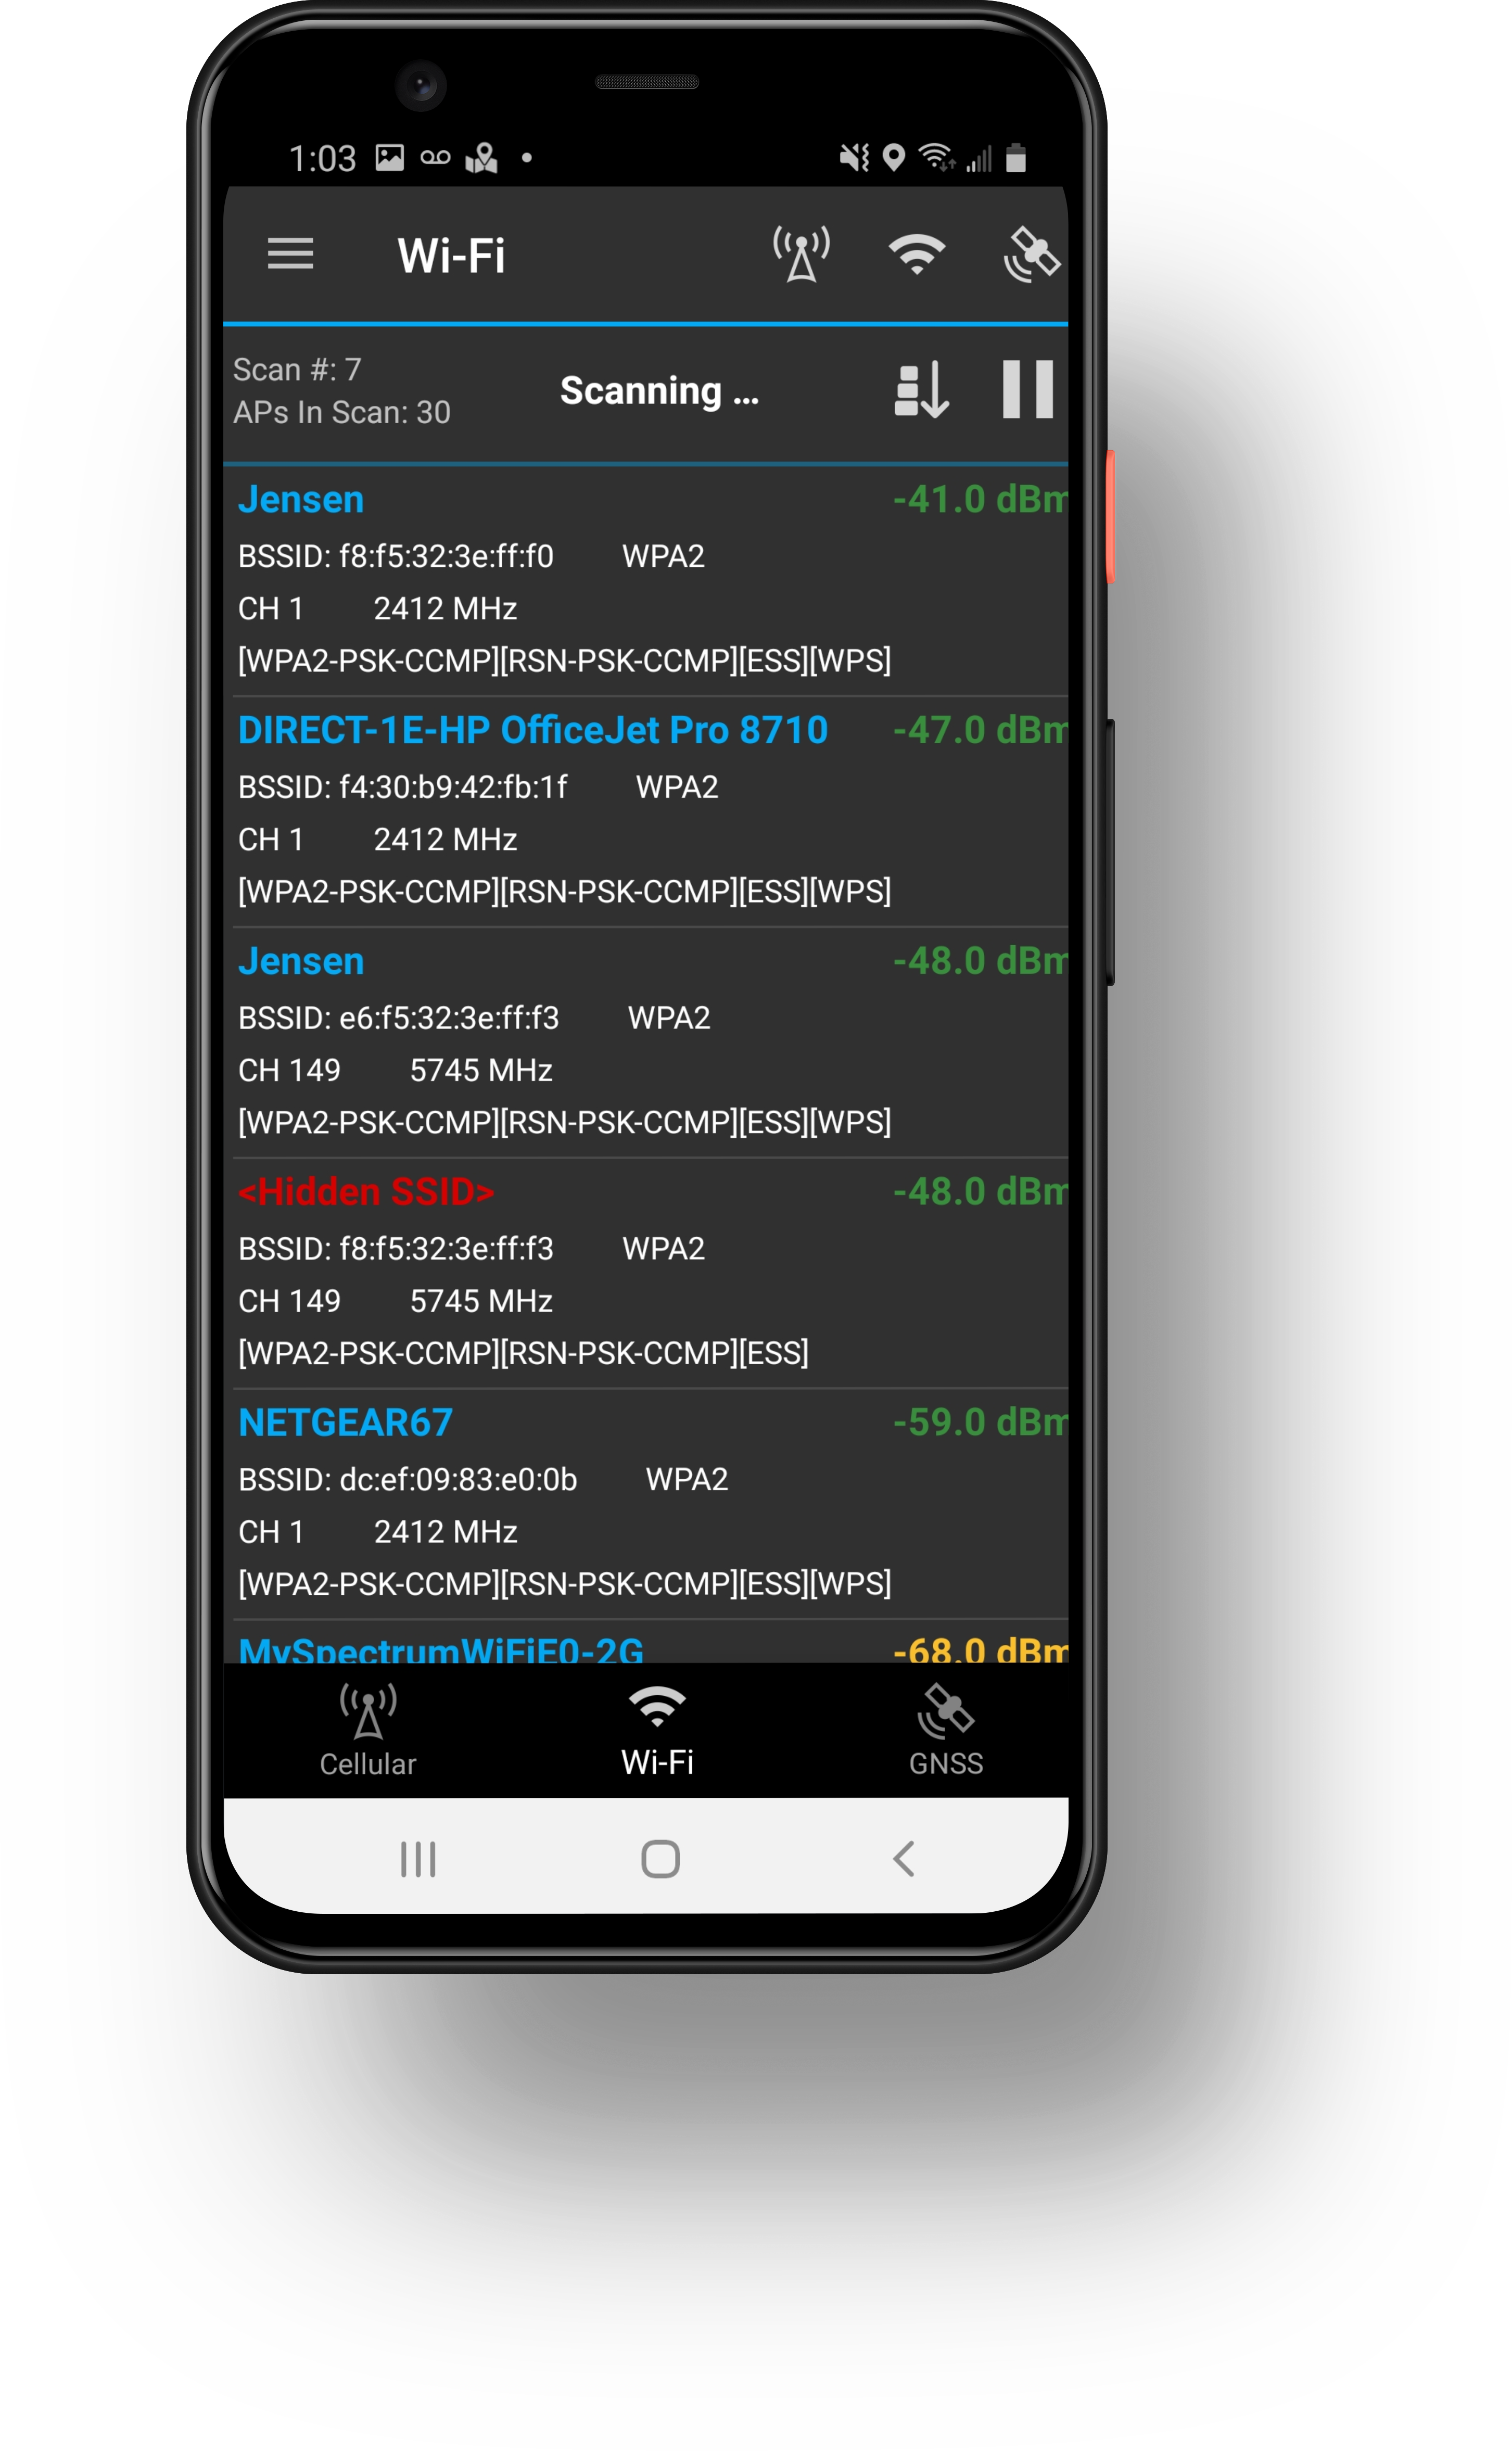 1:03
Wi-Fi
Scan #: 7
APs In Scan: 30
Scanning ...
Jensen -41.0 dBm
BSSID: f8:f5:32:3e:ff:f0 WPA2
CH 1 2412 MHz
[WPA2-PSK-CCMP][RSN-PSK-CCMP][ESS][WPS]
DIRECT-1E-HP OfficeJet Pro 8710 -47.0 dBm
BSSID: f4:30:b9:42:fb:1f WPA2
CH 1 2412 MHz
[WPA2-PSK-CCMP][RSN-PSK-CCMP][ESS][WPS]
Jensen -48.0 dBm
BSSID: e6:f5:32:3e:ff:f3 WPA2
CH 149 5745 MHz
[WPA2-PSK-CCMP][RSN-PSK-CCMP][ESS][WPS]
<Hidden SSID> -48.0 dBm
BSSID: f8:f5:32:3e:ff:f3 WPA2
CH 149 5745 MHz
[WPA2-PSK-CCMP][RSN-PSK-CCMP][ESS]
NETGEAR67 -59.0 dBm
BSSID: dc:ef:09:83:e0:0b WPA2
CH 1 2412 MHz
[WPA2-PSK-CCMP][RSN-PSK-CCMP][ESS][WPS]
MySpectrumWiFiE0-2G -68.0 dBm
Cellular
Wi-Fi
GNSS